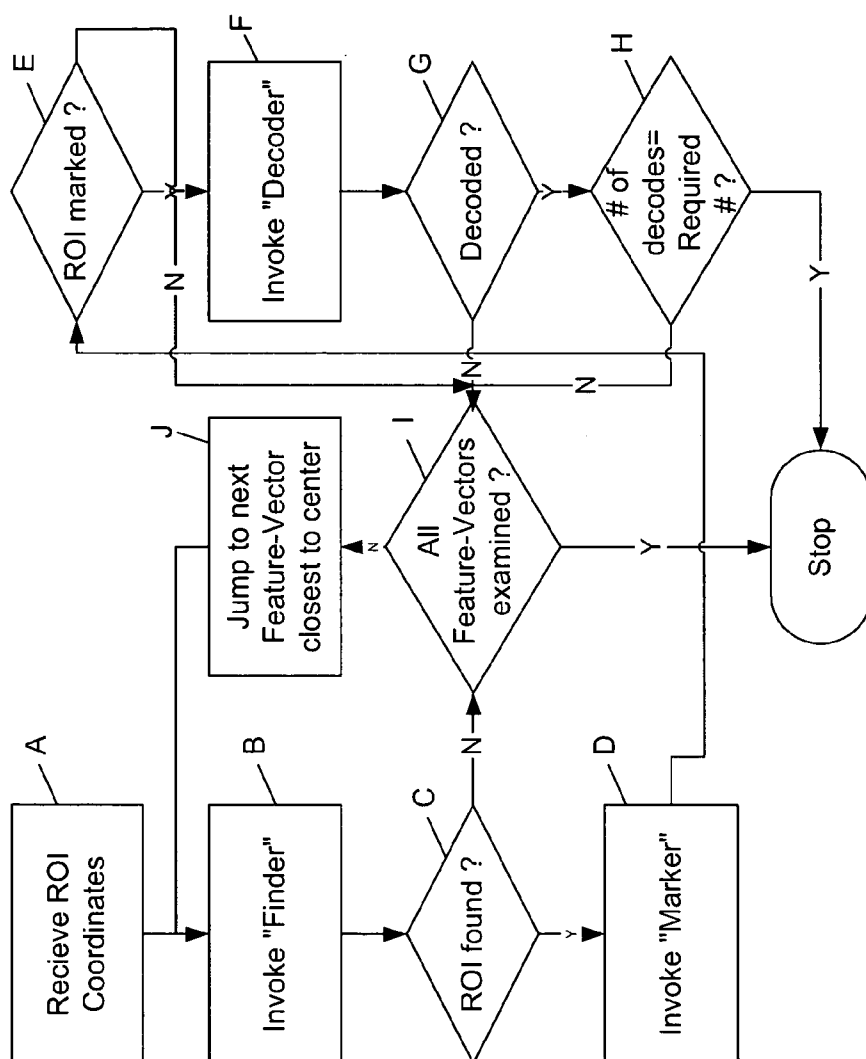 A
Recieve ROI
Coordinates
B
Invoke "Finder"
C
ROI found ?
N
Y
D
Invoke "Marker"
J
Jump to next
Feature-Vector
closest to center
N
I
All
Feature-Vectors
examined ?
Y
Stop
E
ROI marked ?
Y
N
F
Invoke "Decoder"
G
Decoded ?
N
Y
H
# of
decodes=
Required
# ?
N
Y